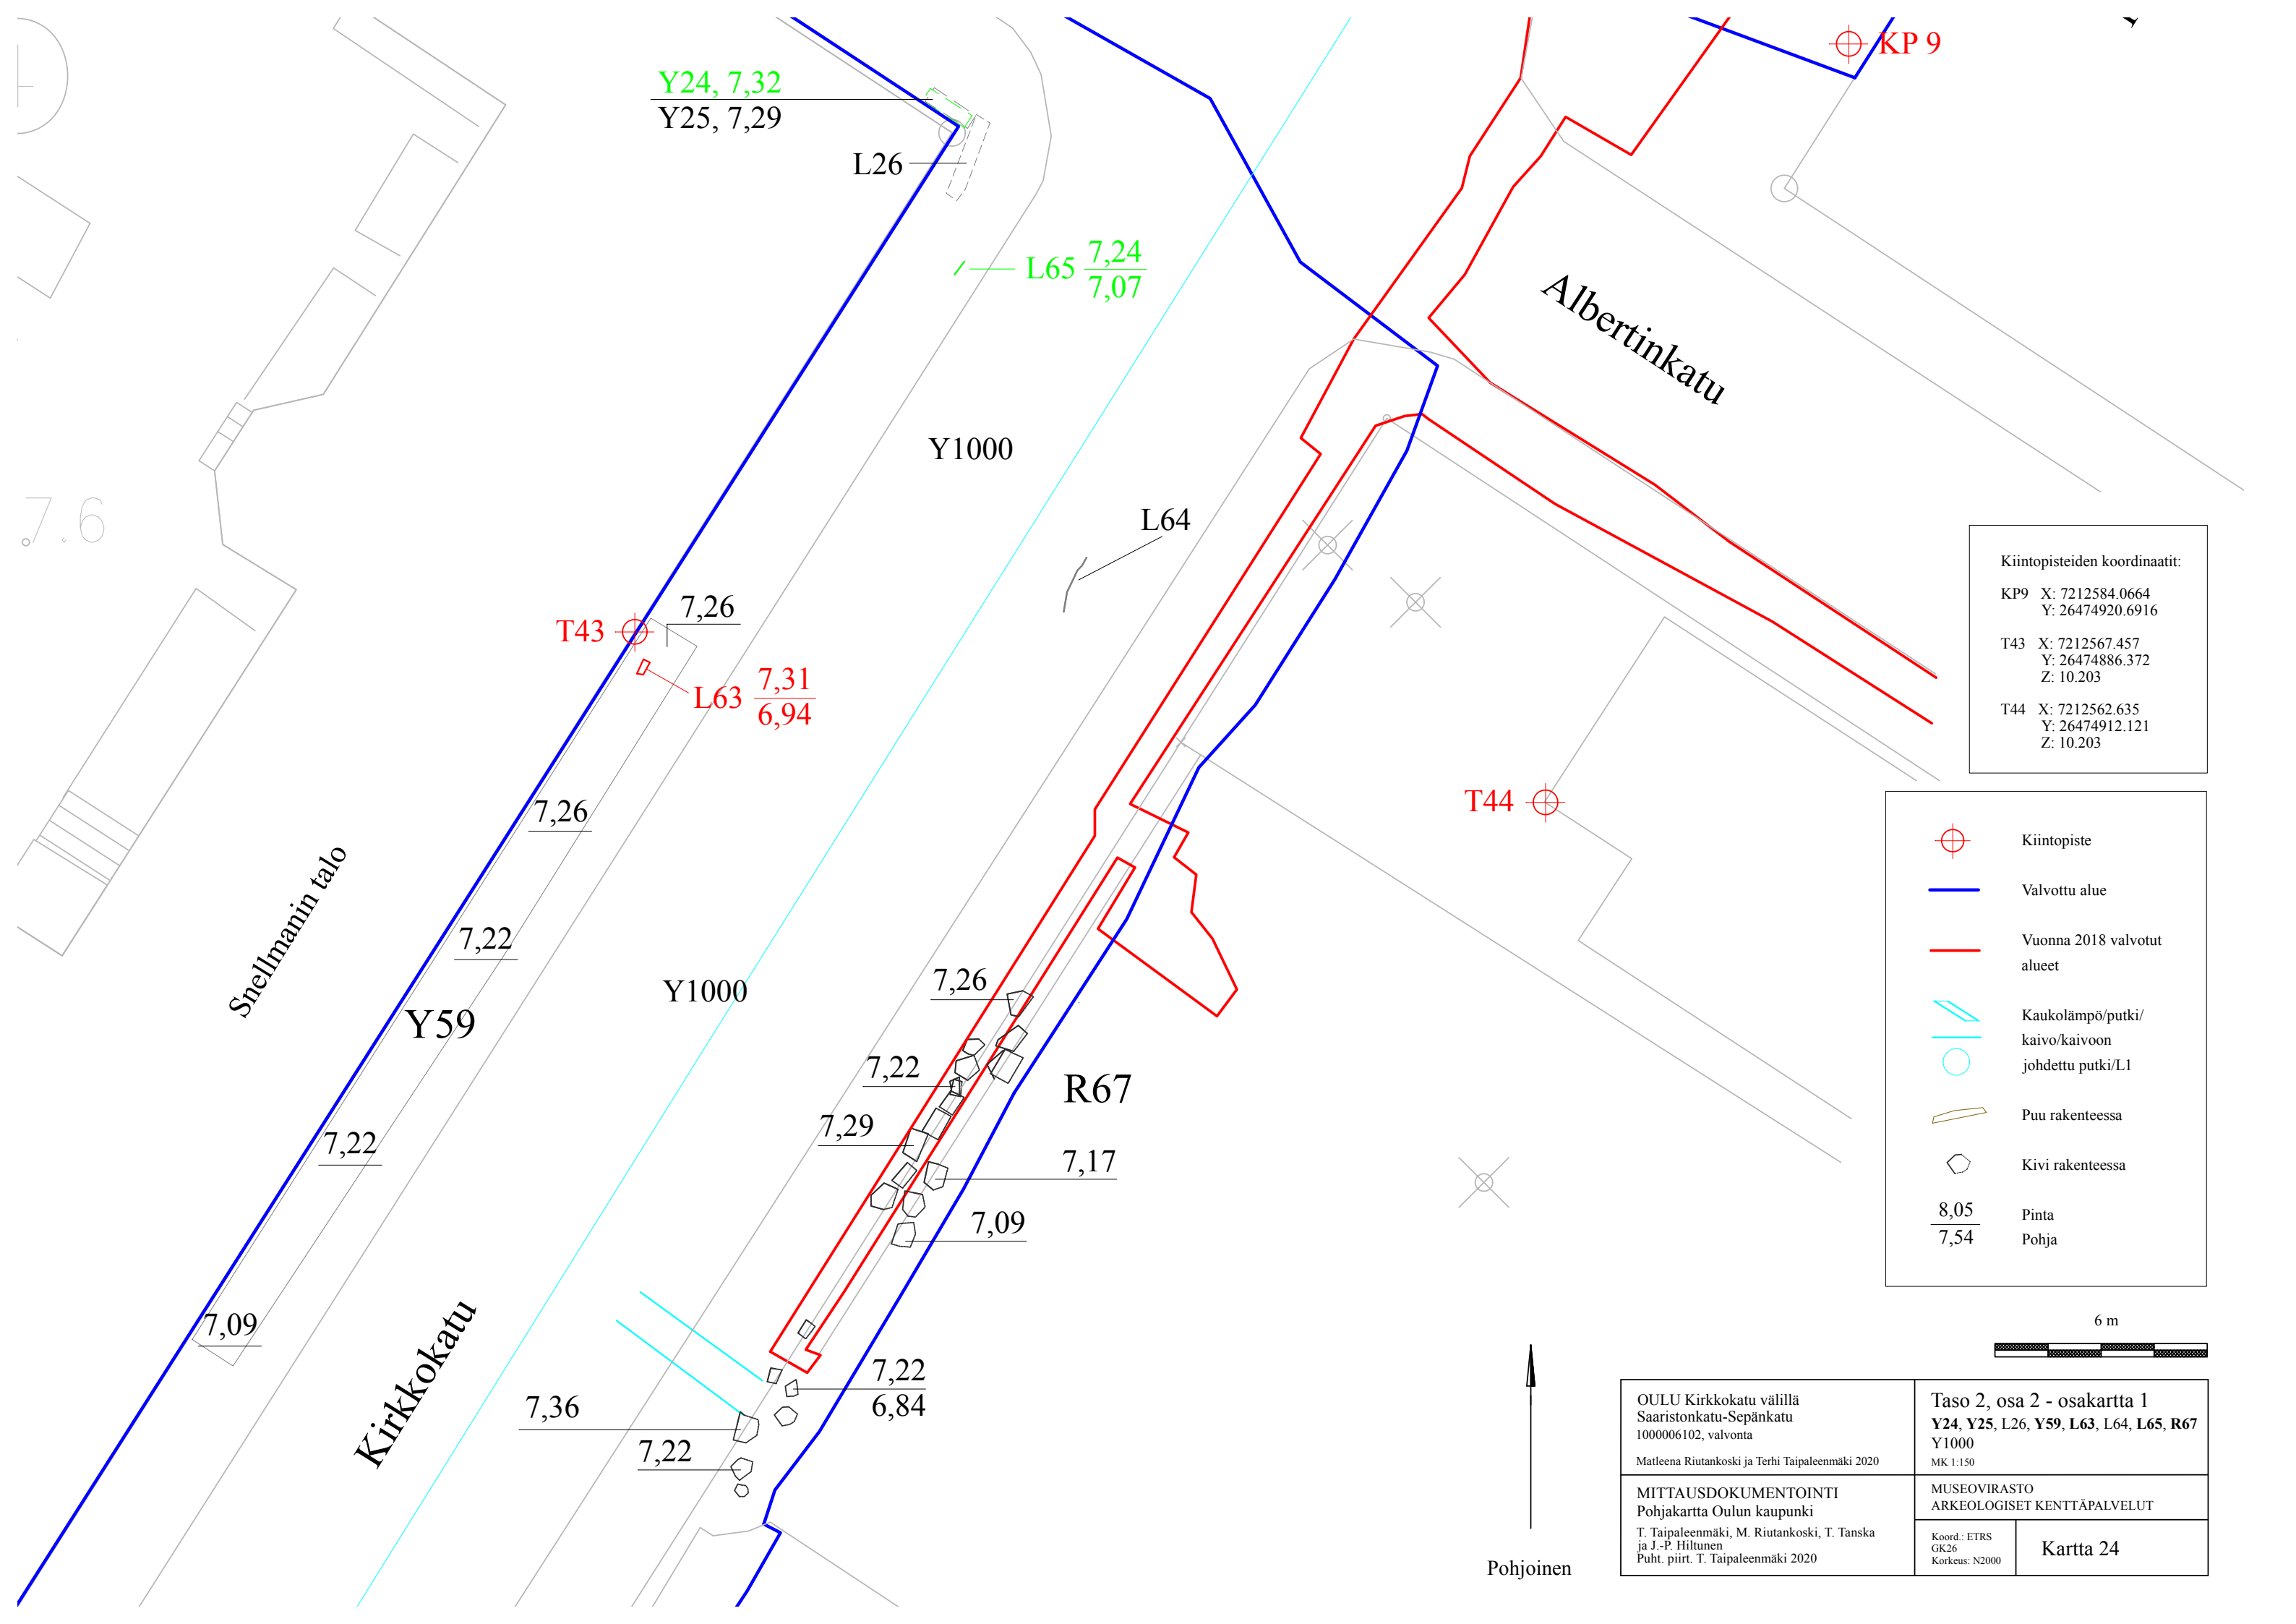 KP 9
Y24, 7,32
Y25, 7,29
L26
L65 7,24
7,07
Albertinkatu
Y1000
L64
7.6
T43
7,26
L63 7,31
6,94
Kiintopisteiden koordinaatit:
KP9 X: 7212584.0664
Y: 26474920.6916
T43 X: 7212567.457
Y: 26474886.372
Z: 10.203
T44 X: 7212562.635
Y: 26474912.121
Z: 10.203
T44
7,26
Snellmanin talo
7,22
Y59
Y1000
7,26
7,22
R67
7,29
7,22
7,17
7,09
7,09
Kirkkokatu
7,22
6,84
7,36
7,22
Kiintopiste
Valvottu alue
Vuonna 2018 valvotut
alueet
Kaukolämpö/putki/
kaivo/kaivoon
johdettu putki/L1
Puu rakenteessa
Kivi rakenteessa
8,05 Pinta
7,54 Pohja
6 m
Pohjoinen
OULU Kirkkokatu välillä
Saaristonkatu-Sepänkatu
1000006102, valvonta
Matleena Riutankoski ja Terhi Taipaleenmäki 2020
Taso 2, osa 2 - osakartta 1
Y24, Y25, L26, Y59, L63, L64, L65, R67
Y1000
MK 1:150
MITTAUSDOKUMENTOINTI
Pohjakartta Oulun kaupunki
T. Taipaleenmäki, M. Riutankoski, T. Tanska
ja J.-P. Hiltunen
Puht. piirt. T. Taipaleenmäki 2020
MUSEOVIRASTO
ARKEOLOGISET KENTTÄPALVELUT
Koord.: ETRS
GK26
Korkeus: N2000
Kartta 24